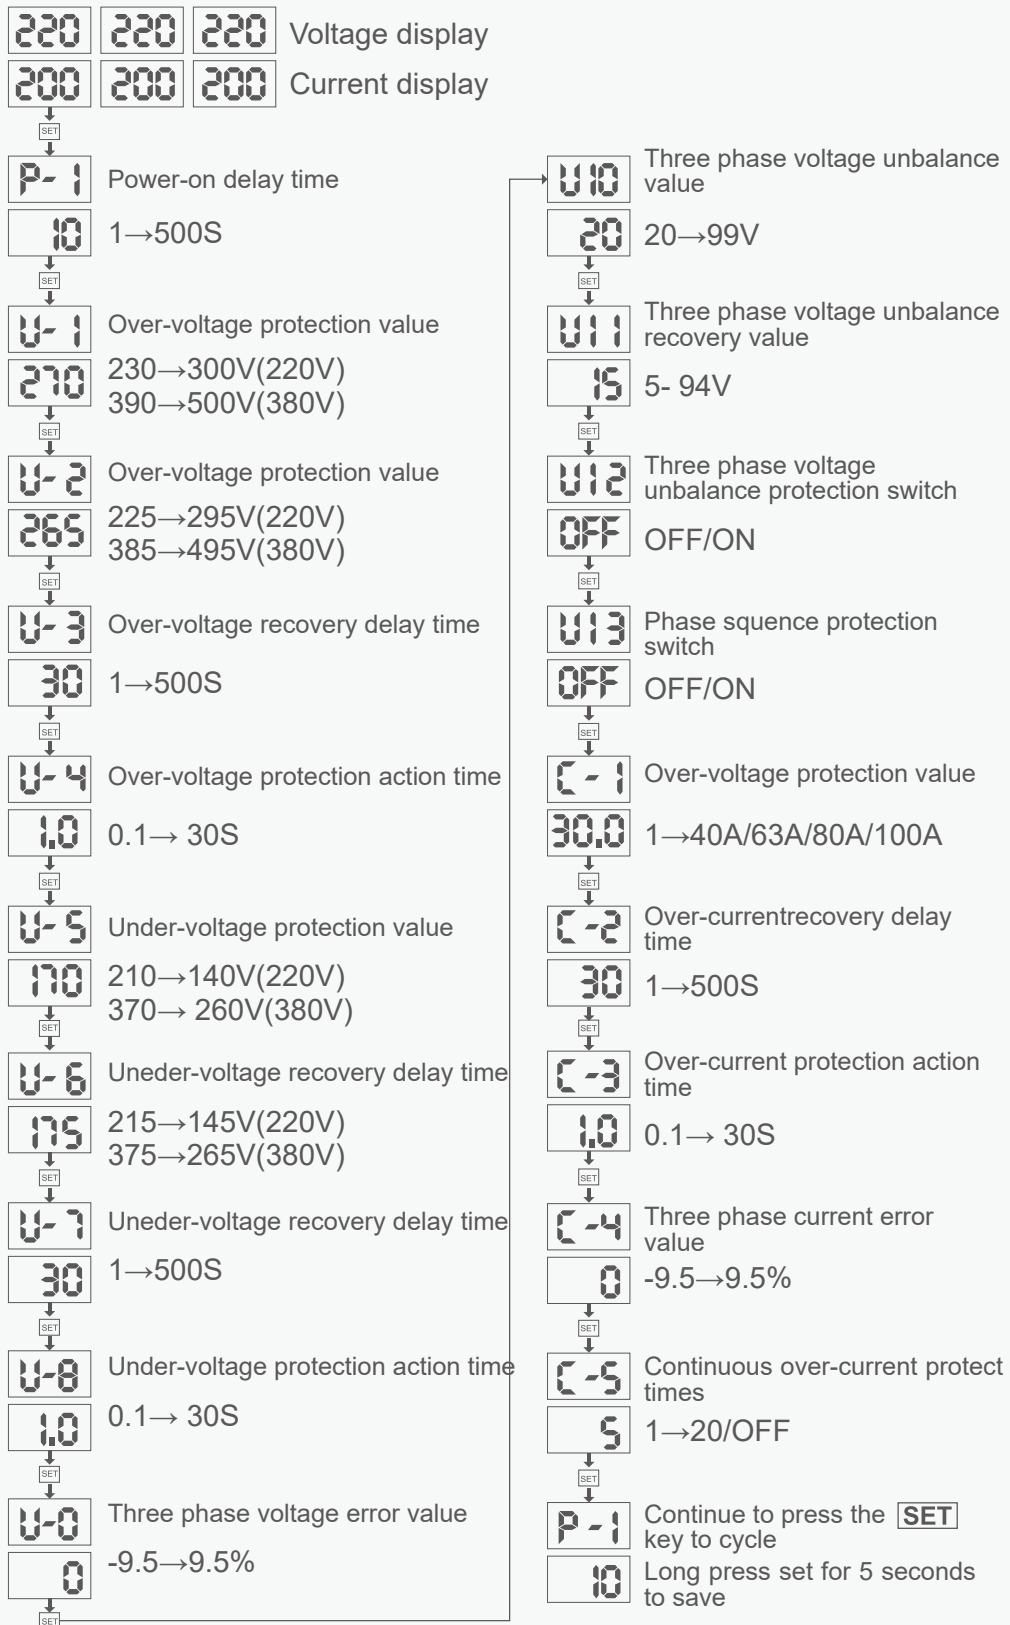 220 220 220 Voltage display
200 200 200 Current display
SET
P-1 Power-on delay time
10 1→500S
SET
U-1 Over-voltage protection value
270 230→300V(220V)
390→500V(380V)
SET
U-2 Over-voltage protection value
265 225→295V(220V)
385→495V(380V)
SET
U-3 Over-voltage recovery delay time
30 1→500S
SET
U-4 Over-voltage protection action time
1.0 0.1→ 30S
SET
U-5 Under-voltage protection value
170 210→140V(220V)
370→ 260V(380V)
SET
U-6 Uneder-voltage recovery delay time
175 215→145V(220V)
375→265V(380V)
SET
U-7 Uneder-voltage recovery delay time
30 1→500S
SET
U-8 Under-voltage protection action time
1.0 0.1→ 30S
SET
U-0 Three phase voltage error value
0 -9.5→9.5%
SET
U10 Three phase voltage unbalance
value
20 20→99V
SET
U11 Three phase voltage unbalance
recovery value
15 5- 94V
SET
U12 Three phase voltage
unbalance protection switch
OFF OFF/ON
SET
U13 Phase squence protection
switch
OFF OFF/ON
SET
C-1 Over-voltage protection value
30.0 1→40A/63A/80A/100A
SET
C-2 Over-currentrecovery delay
time
30 1→500S
SET
C-3 Over-current protection action
time
1.0 0.1→ 30S
SET
C-4 Three phase current error
value
0 -9.5→9.5%
SET
C-5 Continuous over-current protect
times
5 1→20/OFF
SET
P-1 Continue to press the SET
key to cycle
10 Long press set for 5 seconds
to save